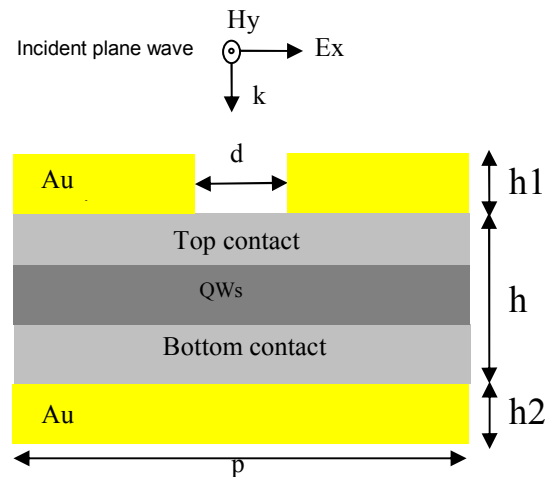 Hy
Incident plane wave
Ex
k
d
Au
h1
Top contact
QWs
h
Bottom contact
Au
h2
p